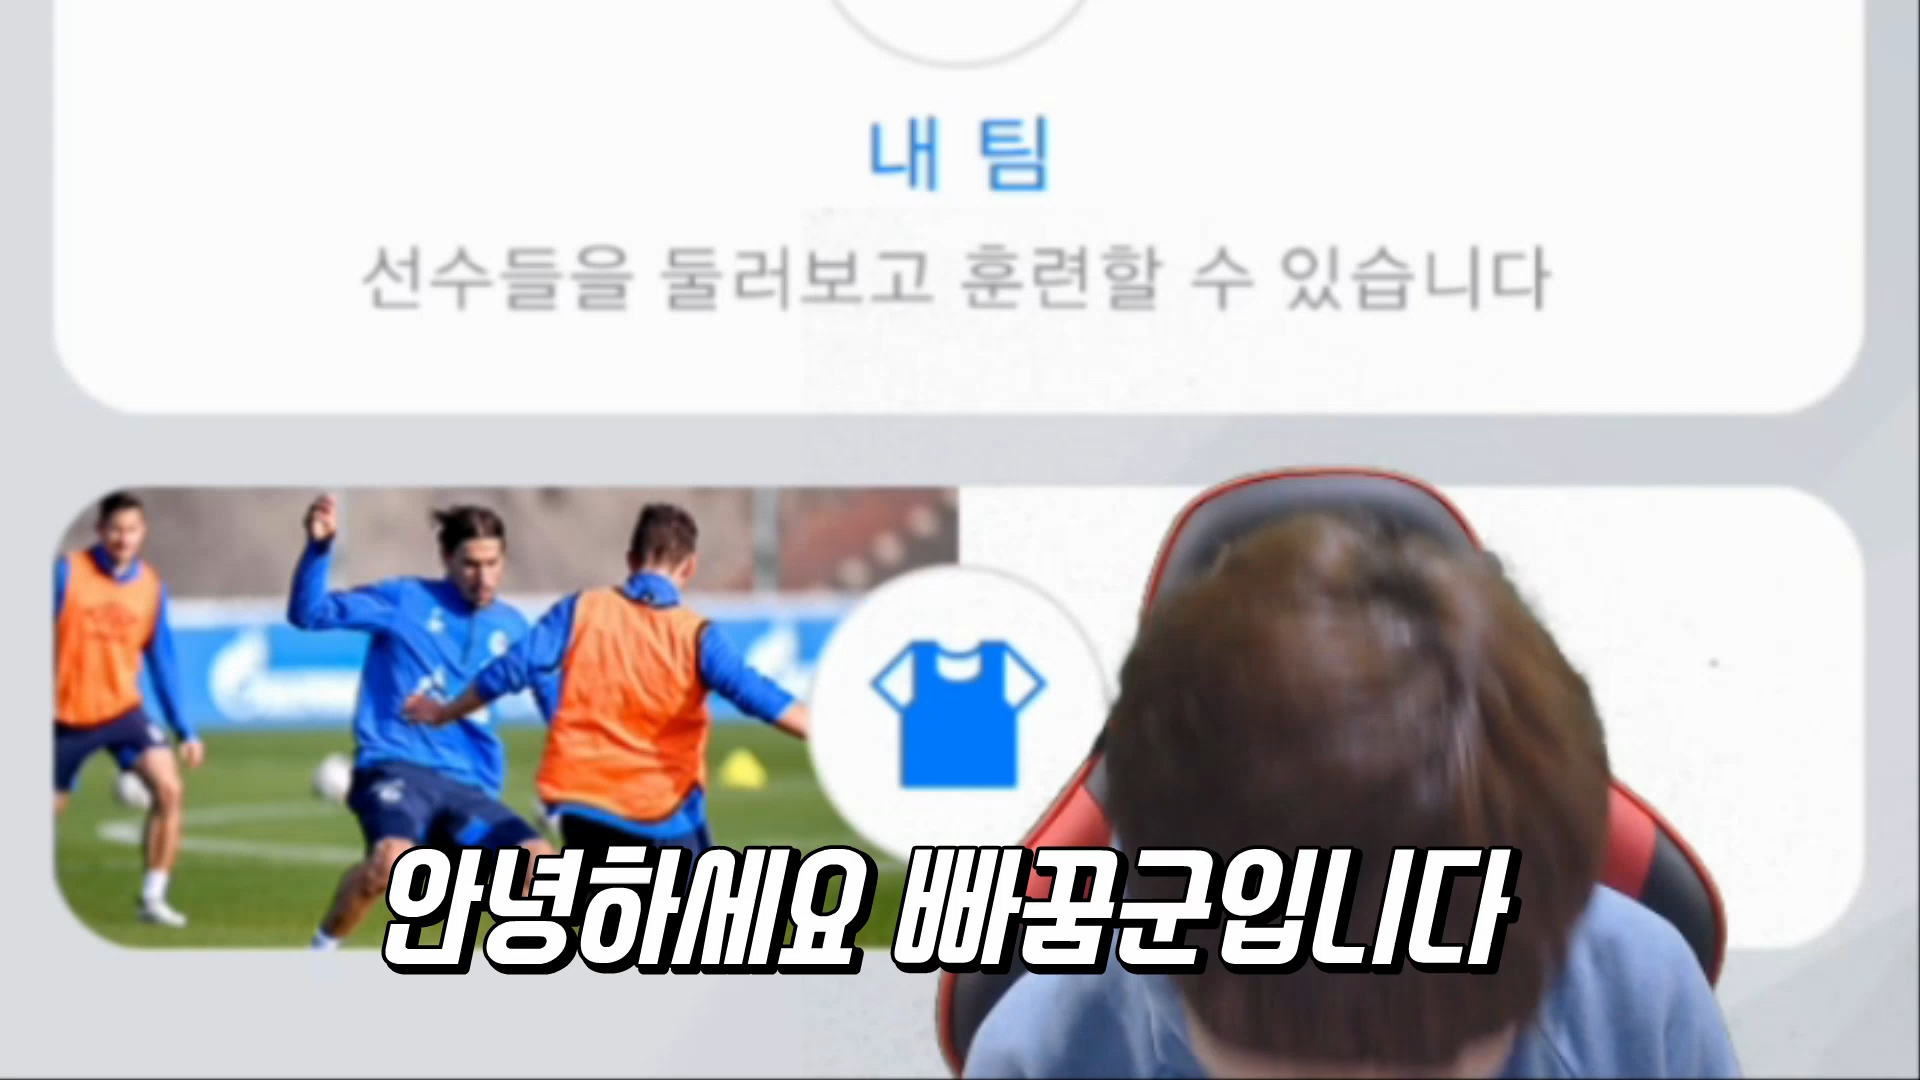 내 팀
선수들을 둘러보고 훈련할 수 있습니다
안녕하세요 빠꿈군입니다